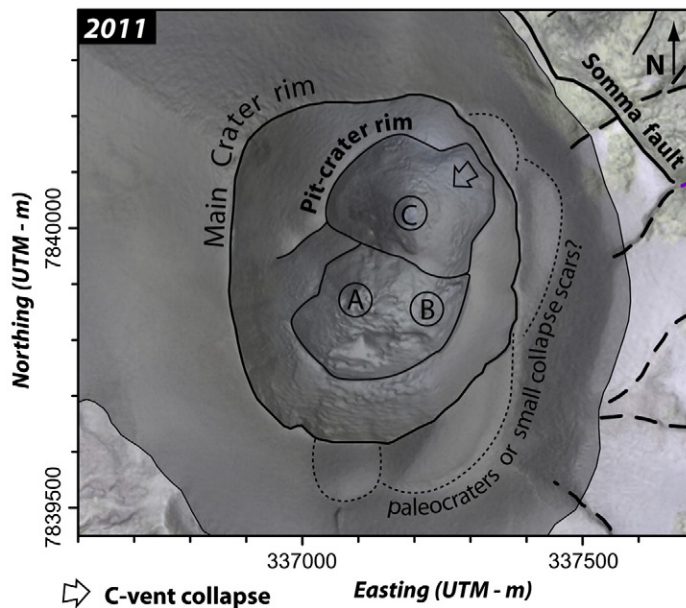 2011
N
Somma fault
Main Crater rim
Pit-crater rim
C
A
B
paleocraters or small collapse scars?
Northing (UTM - m)
7840000
7839500
337000
337500
Easting (UTM - m)
C-vent collapse